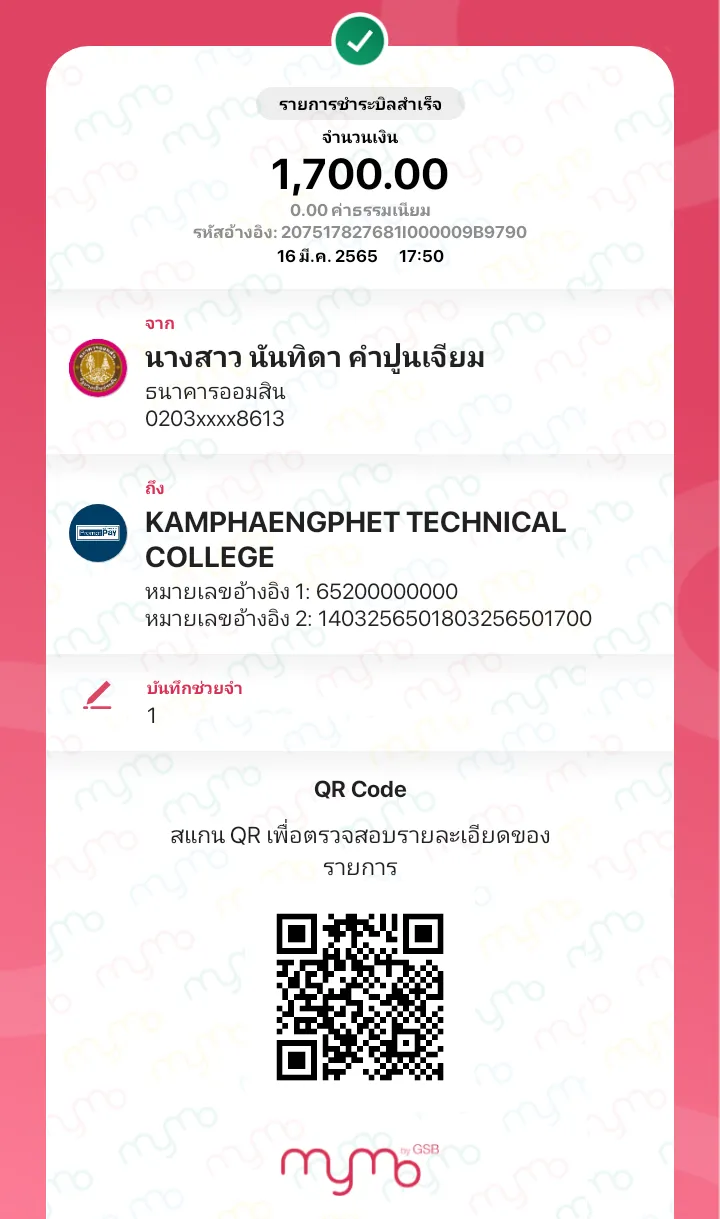 รายการชำระบิลสำเร็จ
จำนวนเงิน
1,700.00
0.00 ค่าธรรมเนียม
รหัสอ้างอิง: 207517827681I000009B9790
16 มี.ค. 2565 17:50
จาก
นางสาว นันทิดา คำปูนเจียม
ธนาคารออมสิน
0203xxxx8613
ถึง
KAMPHAENGPHET TECHNICAL
COLLEGE
หมายเลขอ้างอิง 1: 65200000000
หมายเลขอ้างอิง 2: 1403256501803256501700
บันทึกช่วยจำ
1
QR Code
สแกน QR เพื่อตรวจสอบรายละเอียดของ
รายการ
mymo by GSB